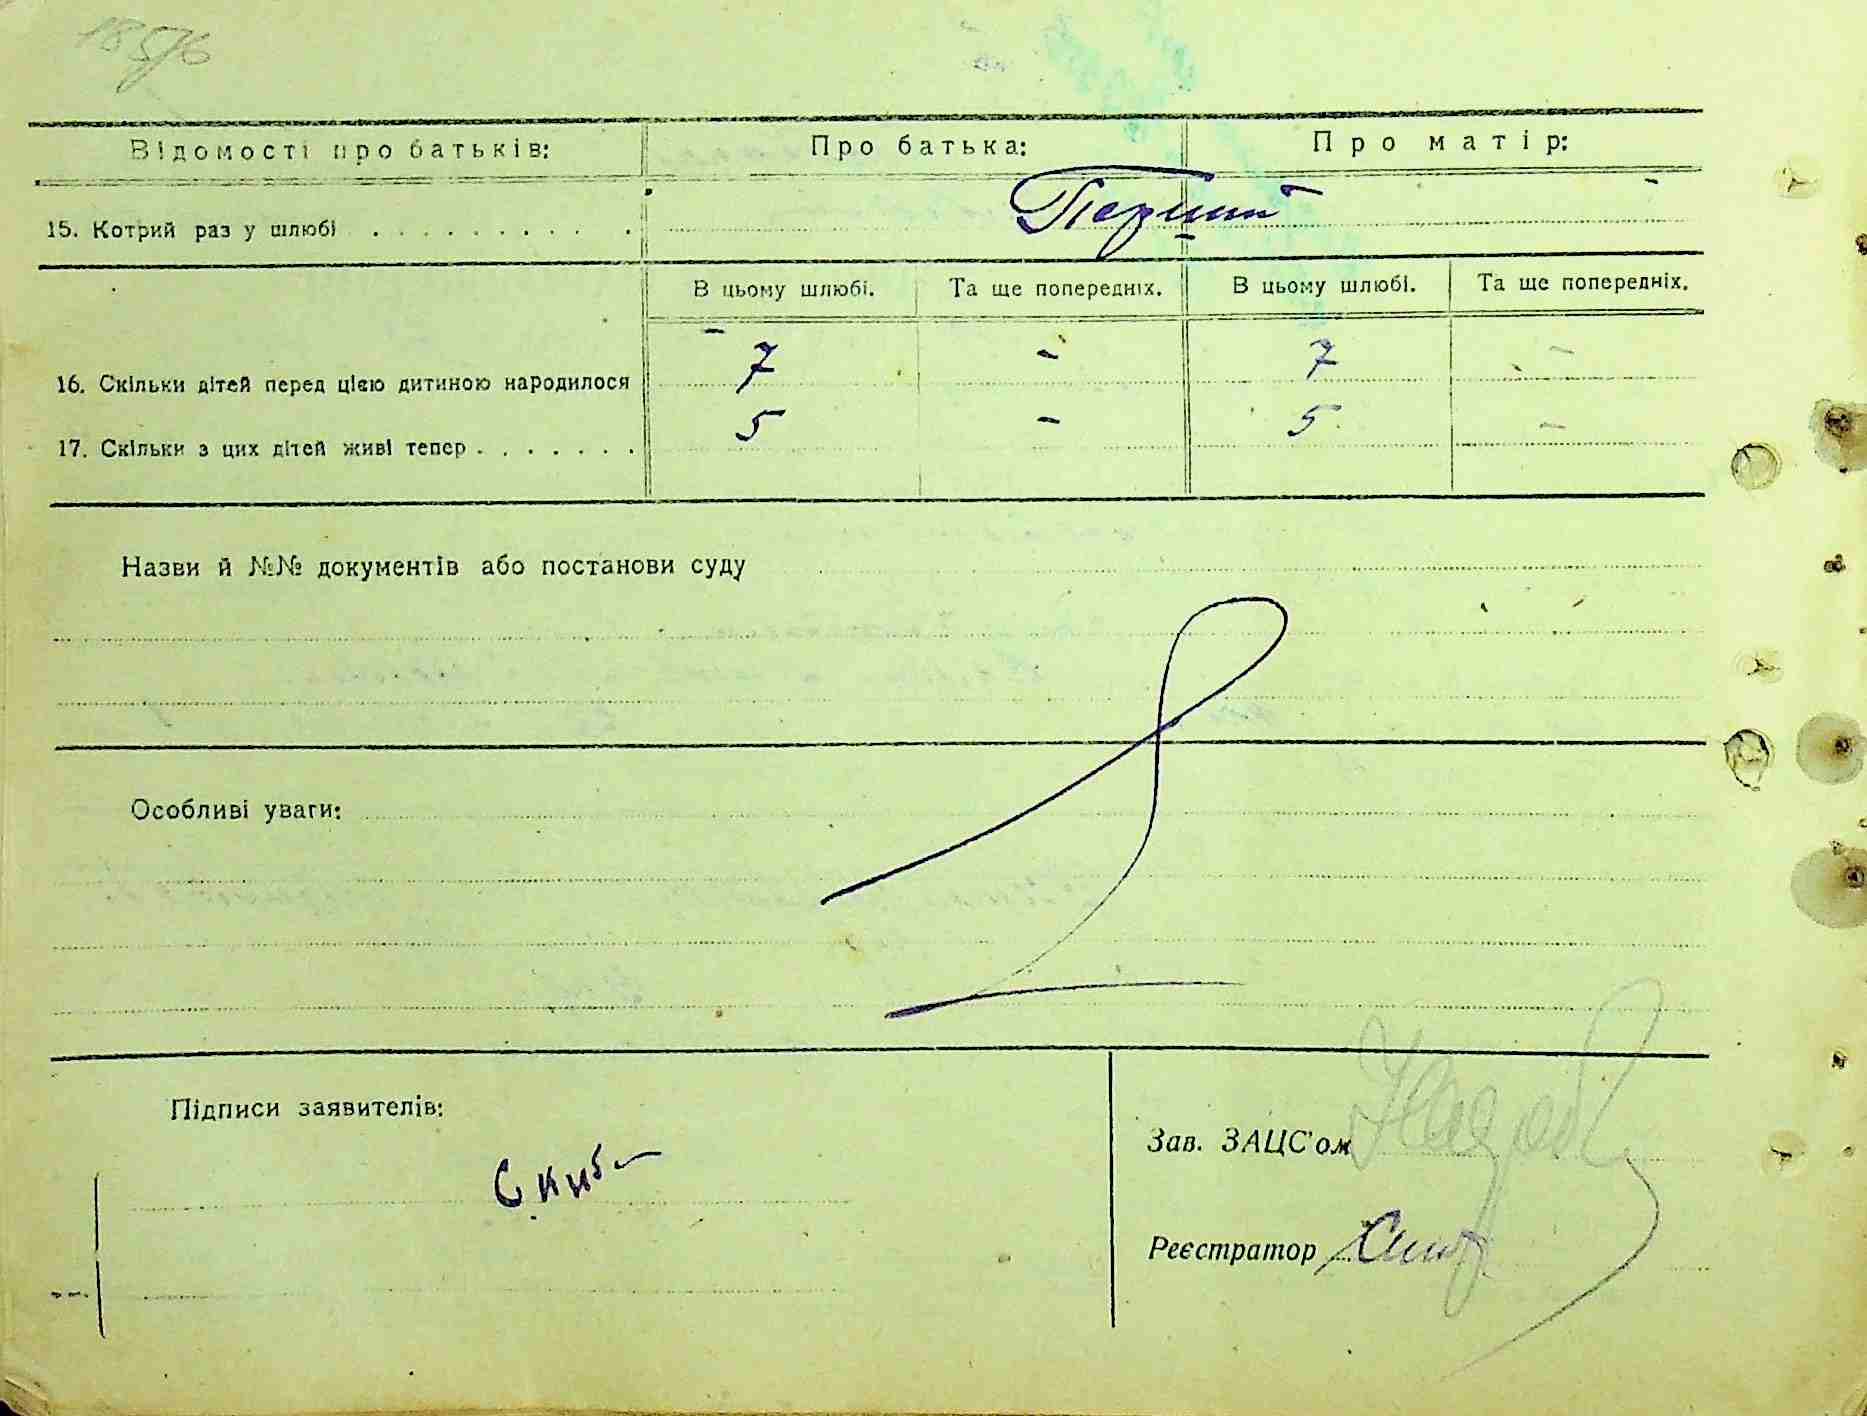 18576
Відомості про батьків: Про батька: Про матір:
15. Котрий раз у шлюбі . . . . . . . . . . Перший
В цьому шлюбі. Та ще попередніх. В цьому шлюбі. Та ще попередніх.
16. Скільки дітей перед цією дитиною народилося 7 - 7 -
17. Скільки з цих дітей живі тепер . . . . . . . 5 - 5 -
Назви й №№ документів або постанови суду
Особливі уваги:
Підписи заявителів:
Скиба
Зав. ЗАЦС'ом
Реєстратор